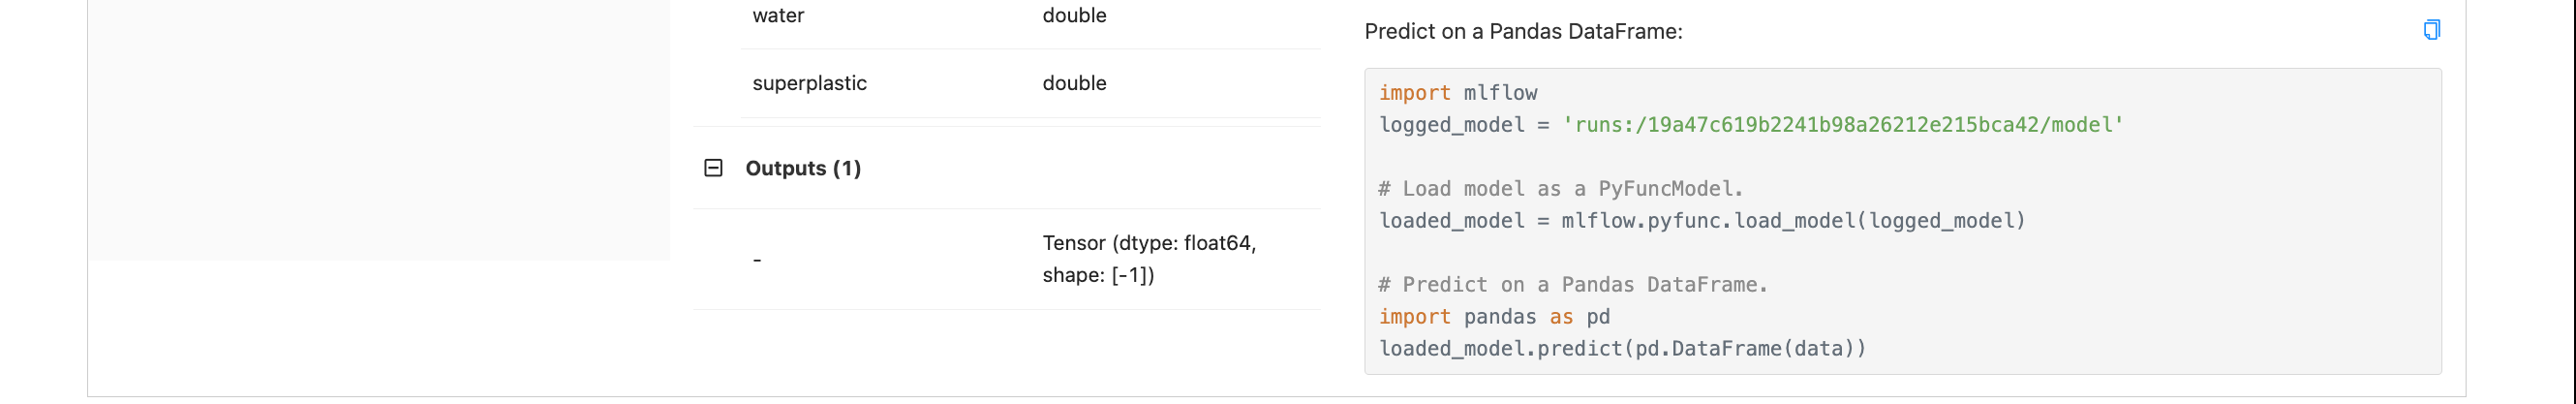 water double
superplastic double
Outputs (1)
- Tensor (dtype: float64,
shape: [-1])
Predict on a Pandas DataFrame:
import mlflow
logged_model = 'runs:/19a47c619b2241b98a26212e215bca42/model'
# Load model as a PyFuncModel.
loaded_model = mlflow.pyfunc.load_model(logged_model)
# Predict on a Pandas DataFrame.
import pandas as pd
loaded_model.predict(pd.DataFrame(data))